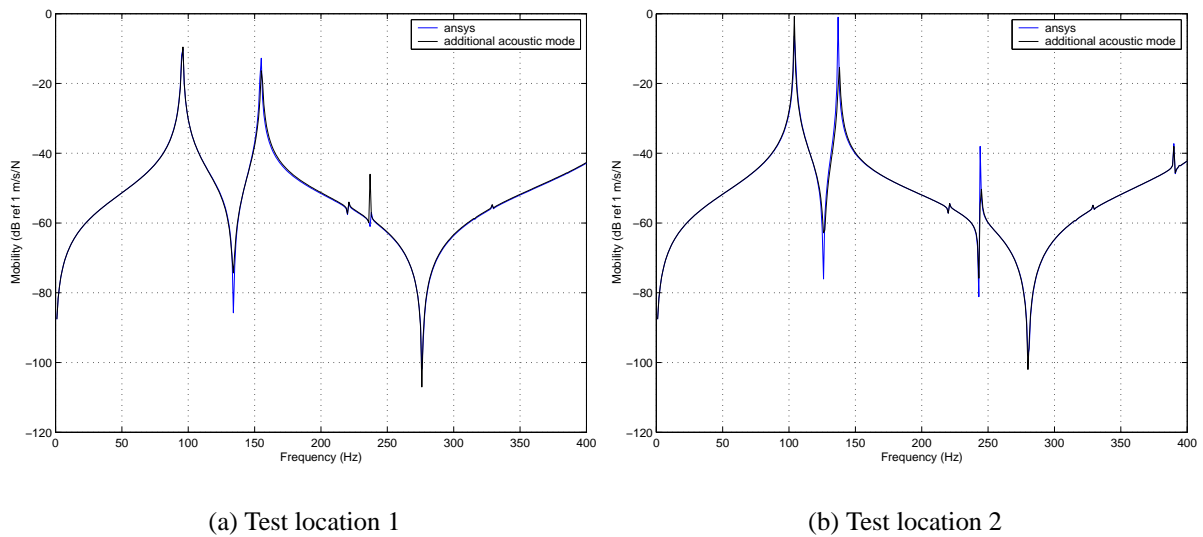 0
−20
−40
−60
−80
−100
−120
Mobility (dB ref 1 m/s/N
0 50 100 150 200 250 300 350 400
Frequency (Hz)
ansys
additional acoustic mode
(a) Test location 1
0
−20
−40
−60
−80
−100
−120
Mobility (dB ref 1 m/s/N
0 50 100 150 200 250 300 350 400
Frequency (Hz)
ansys
additional acoustic mode
(b) Test location 2